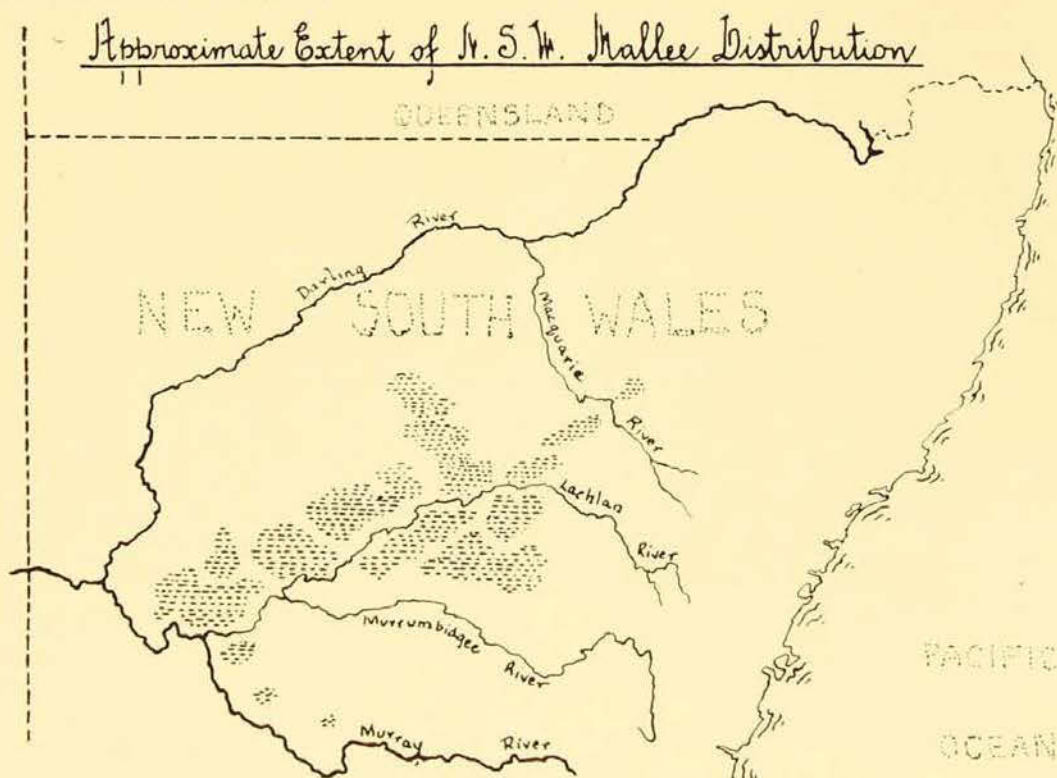 Approximate Extent of N. S. W. Mallee Distribution
QUEENSLAND
Darling River
NEW SOUTH WALES
Macquarie River
Lachlan River
Murrumbidgee River
PACIFIC
OCEAN
Murray River